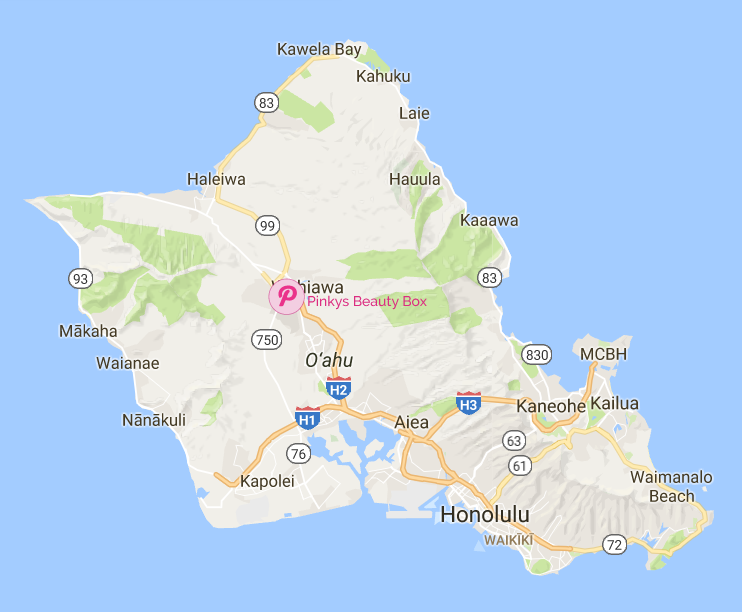 Kawela Bay
Kahuku
83
Laie
Haleiwa
Hauula
Kaaawa
99
93
83
hiawa
Pinkys Beauty Box
Mākaha
750
O‘ahu
830
MCBH
Waianae
H2
H3
Kaneohe
Kailua
Nānākuli
H1
Aiea
63
76
61
Kapolei
Waimanalo
Beach
Honolulu
WAIKĪKĪ
72